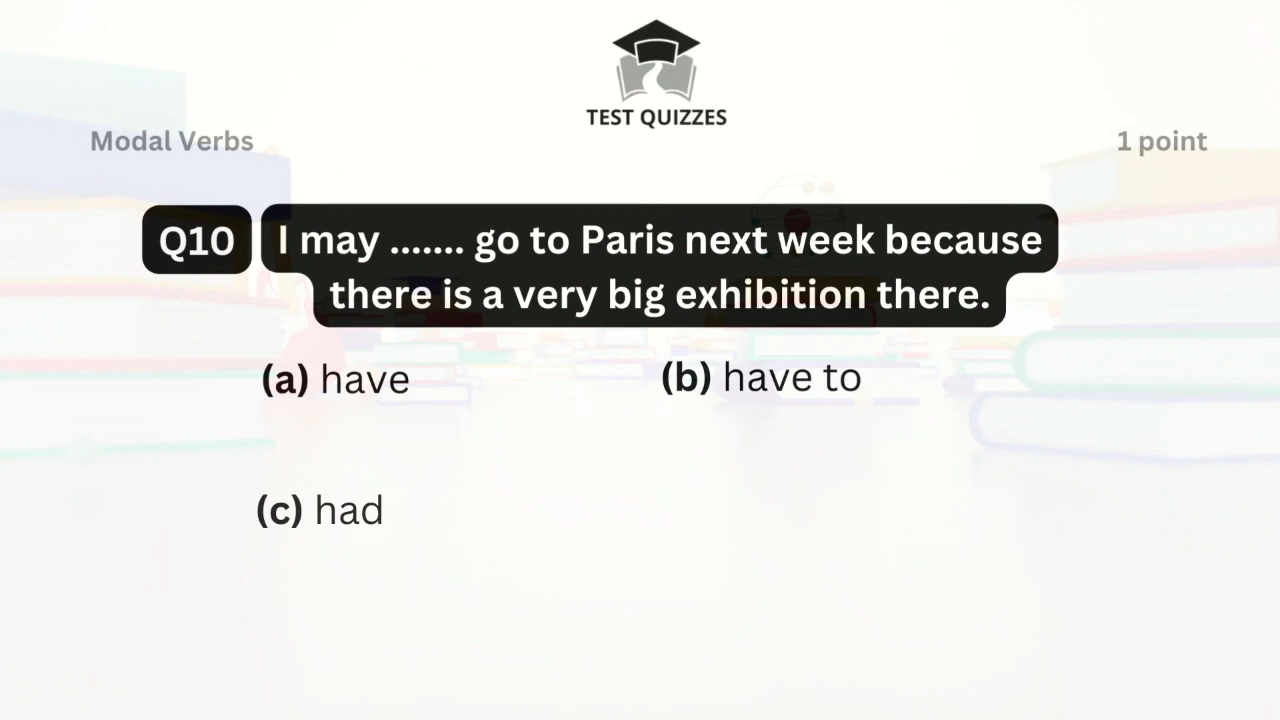 TEST QUIZZES
Modal Verbs
1 point
Q10 I may ....... go to Paris next week because
there is a very big exhibition there.
(a) have
(b) have to
(c) had